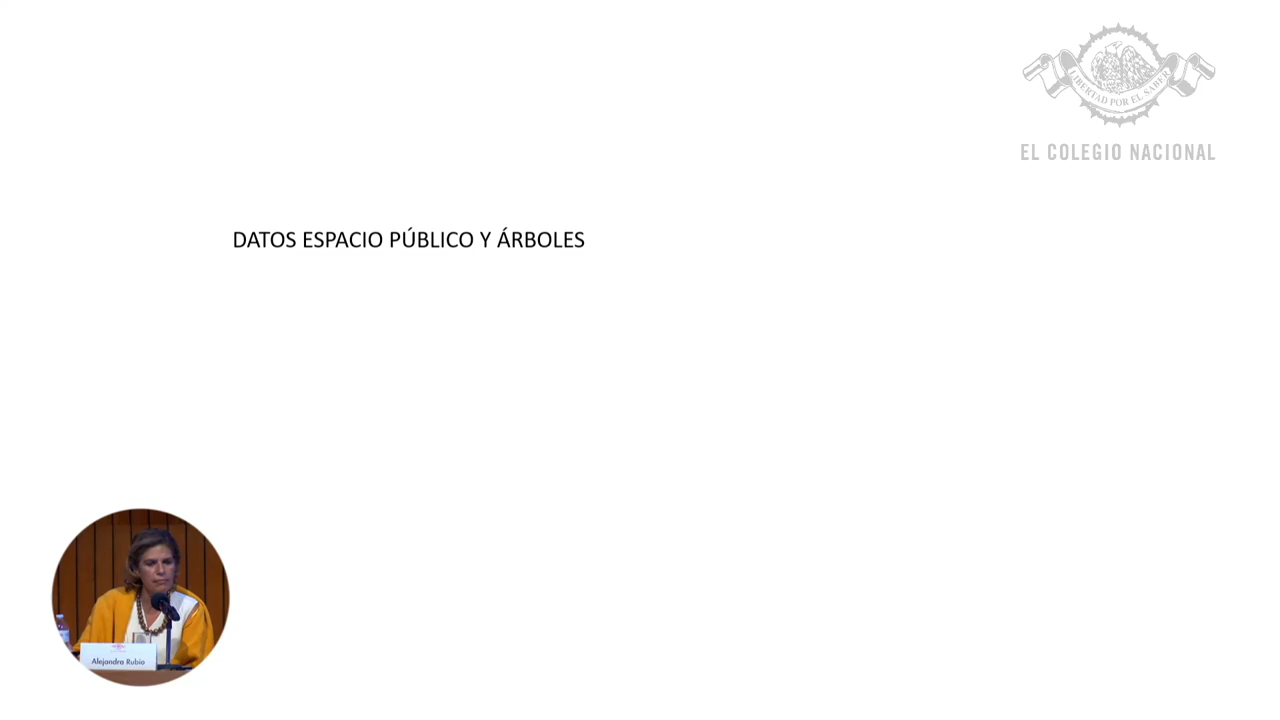 LIBERTAD POR EL SABER
EL COLEGIO NACIONAL
DATOS ESPACIO PÚBLICO Y ÁRBOLES
Alejandra Rubio